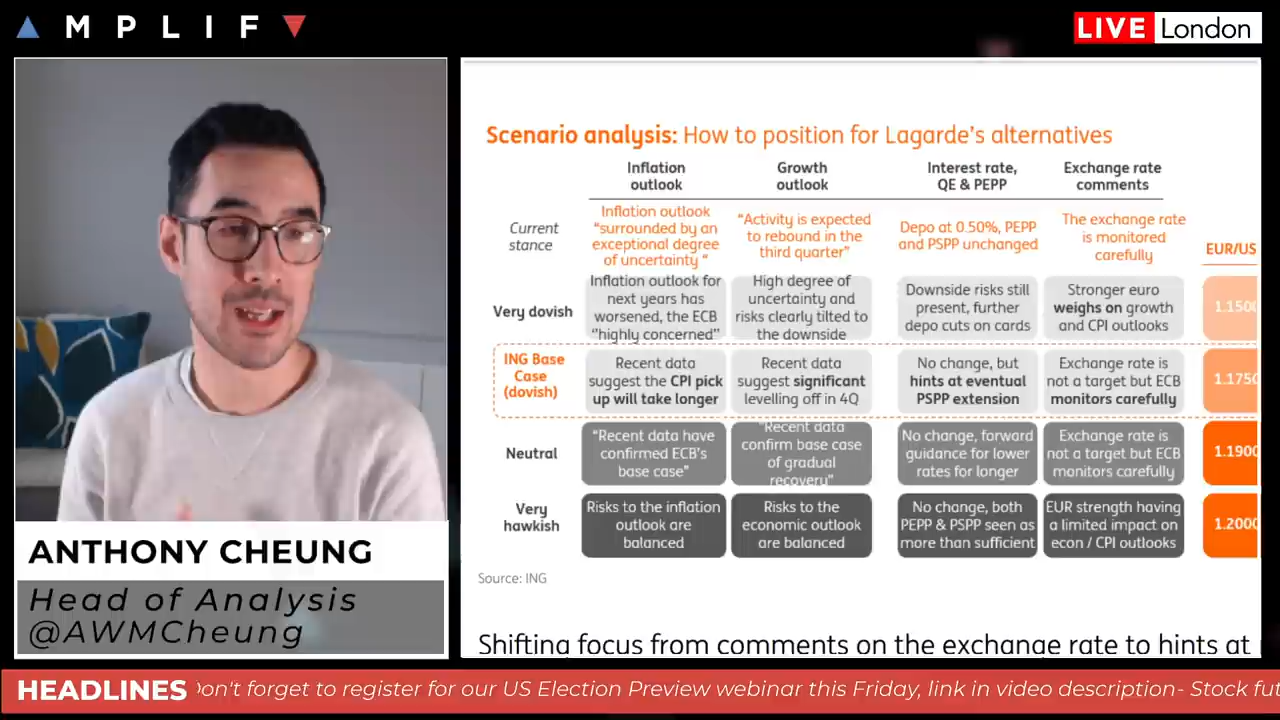 MPLIF
LIVE London
Scenario analysis: How to position for Lagarde's alternatives
Inflation
outlook
Growth
outlook
Interest rate,
QE & PEPP
Exchange rate
comments
Current
stance
Inflation outlook
"surrounded by an
exceptional degree
of uncertainty "
"Activity is expected
to rebound in the
third quarter"
Depo at 0.50%, PEPP
and PSPP unchanged
The exchange rate
is monitored
carefully
EUR/US
Very dovish
Inflation outlook for
next years has
worsened, the ECB
"highly concerned"
High degree of
uncertainty and
risks clearly tilted to
the downside
Downside risks still
present, further
depo cuts on cards
Stronger euro
weighs on growth
and CPI outlooks
1.1500
ING Base
Case
(dovish)
Recent data
suggest the CPI pick
up will take longer
Recent data
suggest significant
levelling off in 4Q
No change, but
hints at eventual
PSPP extension
Exchange rate is
not a target but ECB
monitors carefully
1.1750
Neutral
"Recent data have
confirmed ECB's
base case"
"Recent data
confirm base case
of gradual
recovery"
No change, forward
guidance for lower
rates for longer
Exchange rate is
not a target but ECB
monitors carefully
1.1900
Very
hawkish
Risks to the inflation
outlook are
balanced
Risks to the
economic outlook
are balanced
No change, both
PEPP & PSPP seen as
more than sufficient
EUR strength having
a limited impact on
econ / CPI outlooks
1.2000
Source: ING
Shifting focus from comments on the exchange rate to hints at
ANTHONY CHEUNG
Head of Analysis
@AWMCheung
HEADLINES Don't forget to register for our US Election Preview webinar this Friday, link in video description- Stock fut